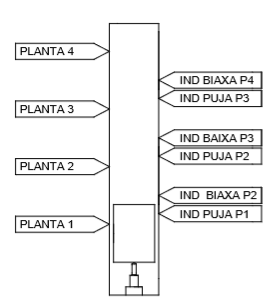 PLANTA 4
IND BIAXA P4
IND PUJA P3
PLANTA 3
IND BAIXA P3
IND PUJA P2
PLANTA 2
IND BIAXA P2
IND PUJA P1
PLANTA 1